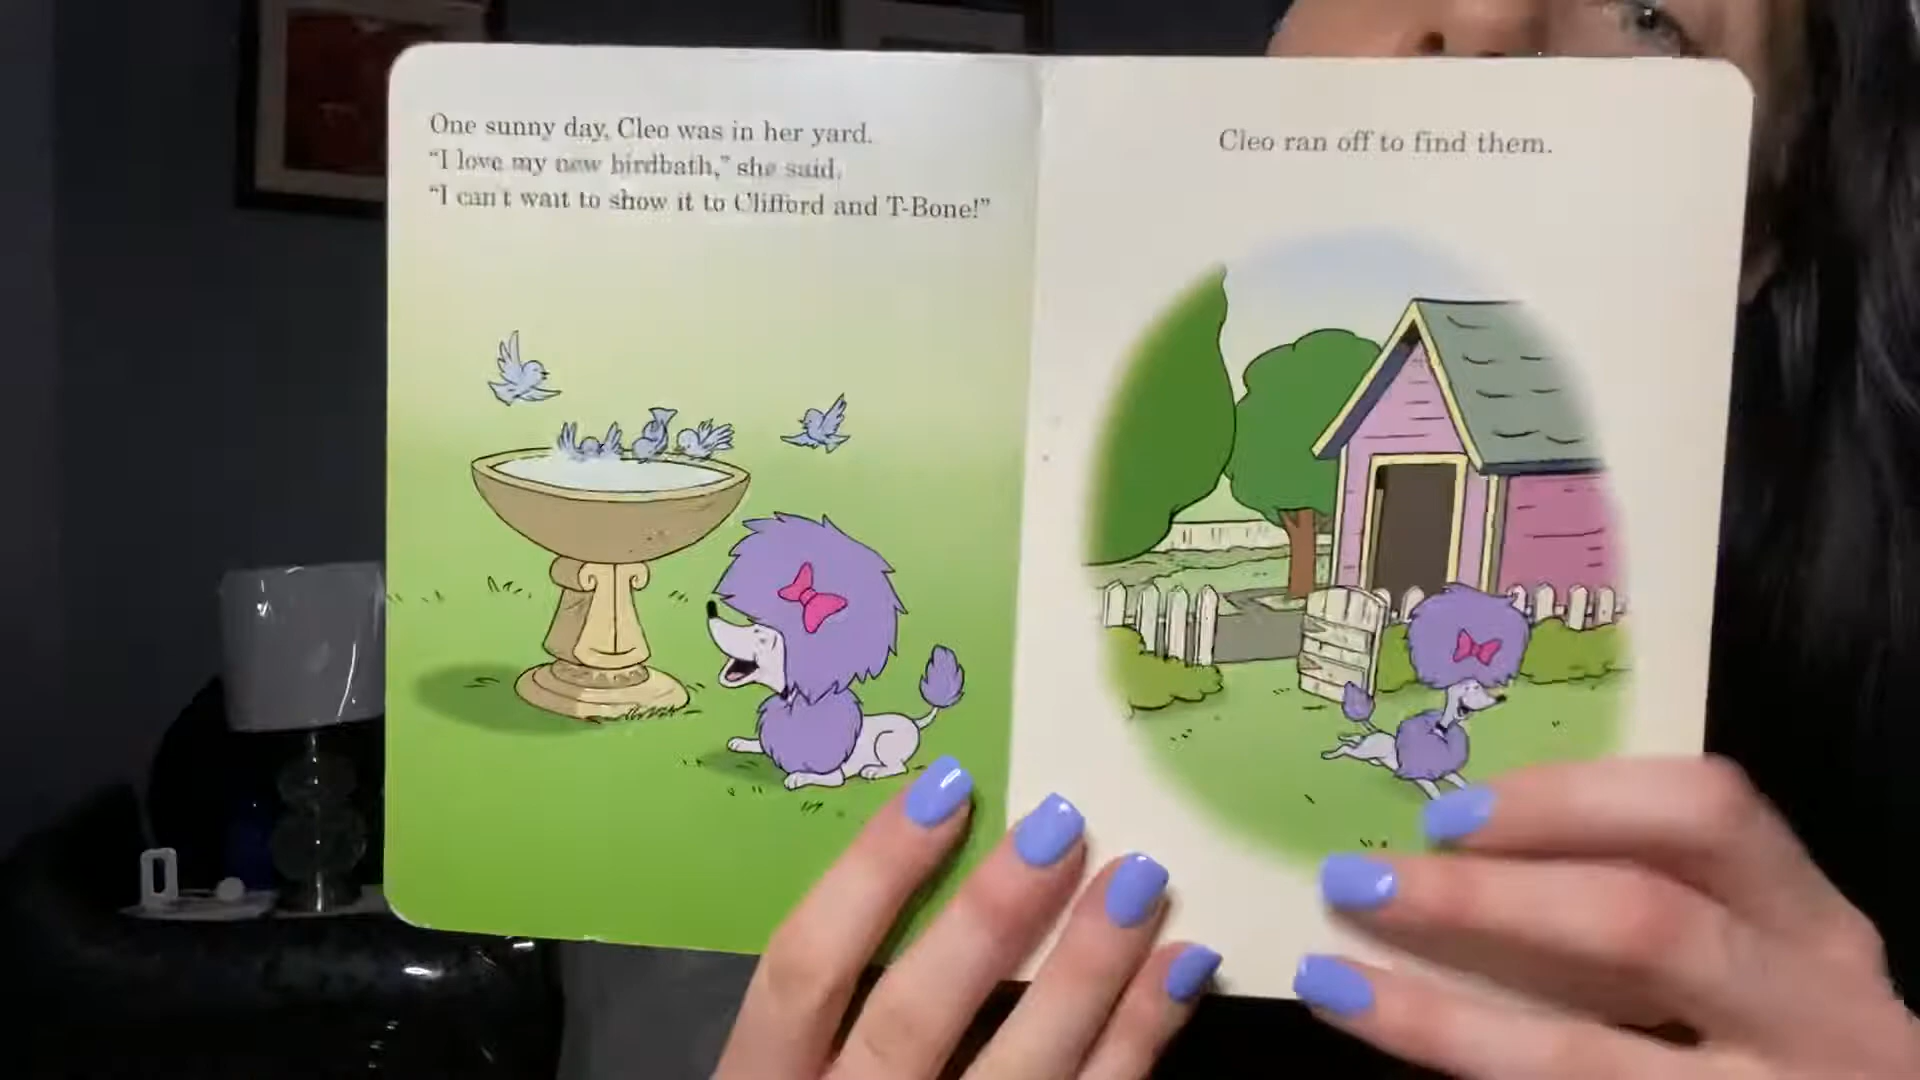 One sunny day, Cleo was in her yard.
“I love my new birdbath,” she said.
“I can't wait to show it to Clifford and T-Bone!”
Cleo ran off to find them.